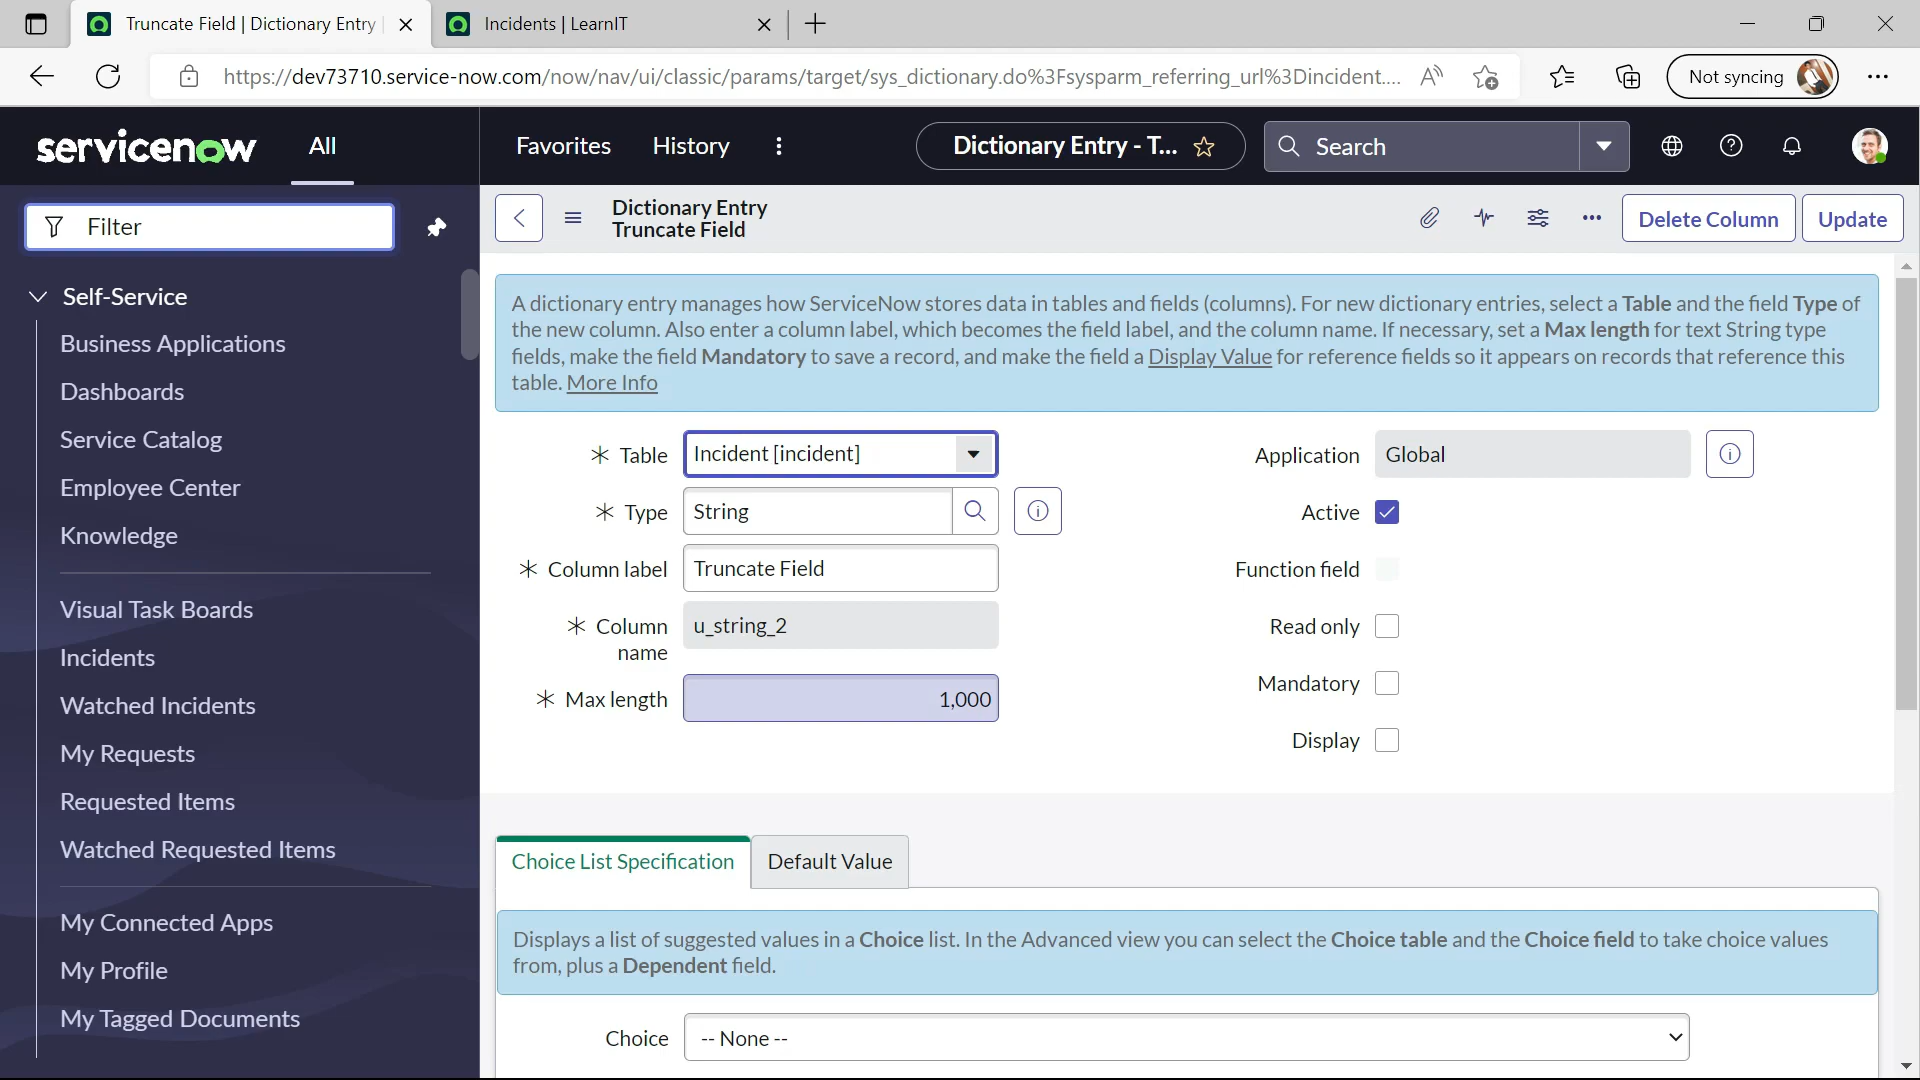 Truncate Field | Dictionary Entry
Incidents | LearnIT
https://dev73710.service-now.com/now/nav/ui/classic/params/target/sys_dictionary.do%3Fsysparm_referring_url%3Dincident....
Not syncing
servicenow
All
Favorites
History
Dictionary Entry - T...
Search
Filter
Dictionary Entry
Truncate Field
Delete Column
Update
Self-Service
Business Applications
Dashboards
Service Catalog
Employee Center
Knowledge
Visual Task Boards
Incidents
Watched Incidents
My Requests
Requested Items
Watched Requested Items
My Connected Apps
My Profile
My Tagged Documents
A dictionary entry manages how ServiceNow stores data in tables and fields (columns). For new dictionary entries, select a Table and the field Type of
the new column. Also enter a column label, which becomes the field label, and the column name. If necessary, set a Max length for text String type
fields, make the field Mandatory to save a record, and make the field a Display Value for reference fields so it appears on records that reference this
table. More Info
Table
Incident [incident]
Type
String
Column label
Truncate Field
Column
name
u_string_2
Max length
1,000
Application
Global
Active
Function field
Read only
Mandatory
Display
Choice List Specification
Default Value
Displays a list of suggested values in a Choice list. In the Advanced view you can select the Choice table and the Choice field to take choice values
from, plus a Dependent field.
Choice
-- None --